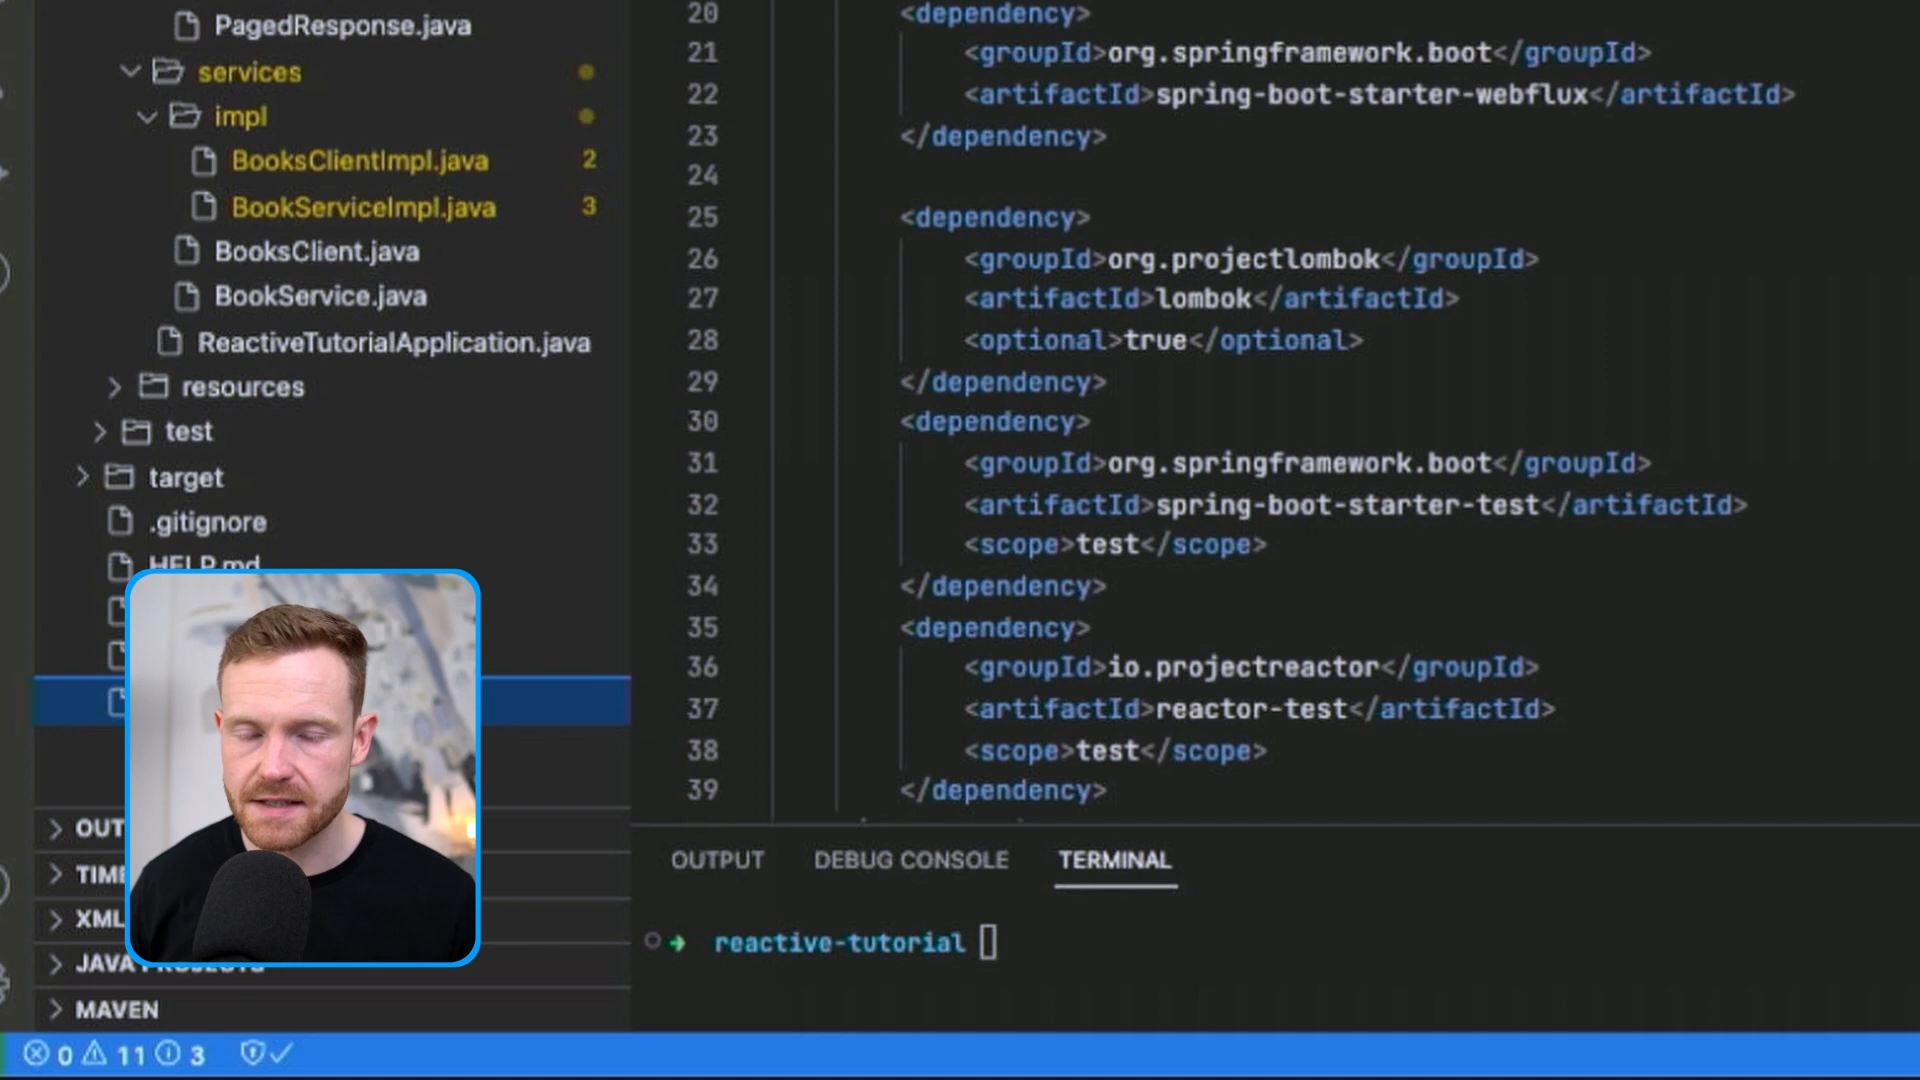 PagedResponse.java
services
impl
BooksClientImpl.java 2
BookServiceImpl.java 3
BooksClient.java
BookService.java
ReactiveTutorialApplication.java
resources
test
target
.gitignore
HELP.md
OUT
TIME
XML
JAVA PROJECTS
MAVEN
20 <dependency>
21 <groupId>org.springframework.boot</groupId>
22 <artifactId>spring-boot-starter-webflux</artifactId>
23 </dependency>
24
25 <dependency>
26 <groupId>org.projectlombok</groupId>
27 <artifactId>lombok</artifactId>
28 <optional>true</optional>
29 </dependency>
30 <dependency>
31 <groupId>org.springframework.boot</groupId>
32 <artifactId>spring-boot-starter-test</artifactId>
33 <scope>test</scope>
34 </dependency>
35 <dependency>
36 <groupId>io.projectreactor</groupId>
37 <artifactId>reactor-test</artifactId>
38 <scope>test</scope>
39 </dependency>
OUTPUT DEBUG CONSOLE TERMINAL
reactive-tutorial
0 11 3